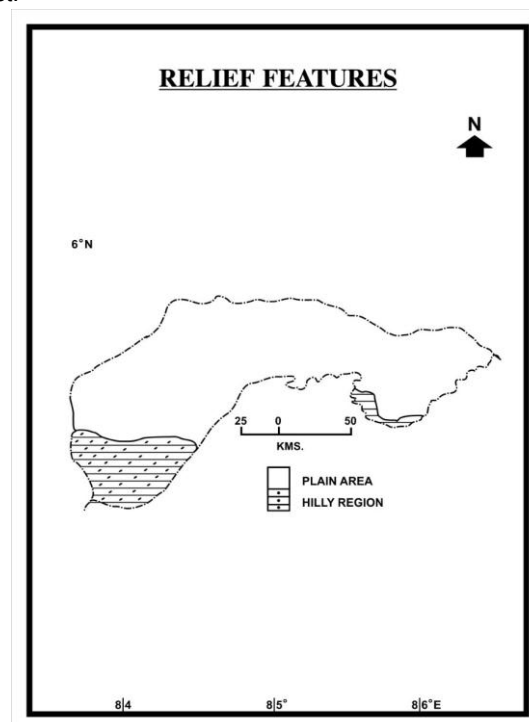 RELIEF FEATURES
N
6°N
25 0 50
KMS.
PLAIN AREA
HILLY REGION
8|4 8|5° 8|6°E